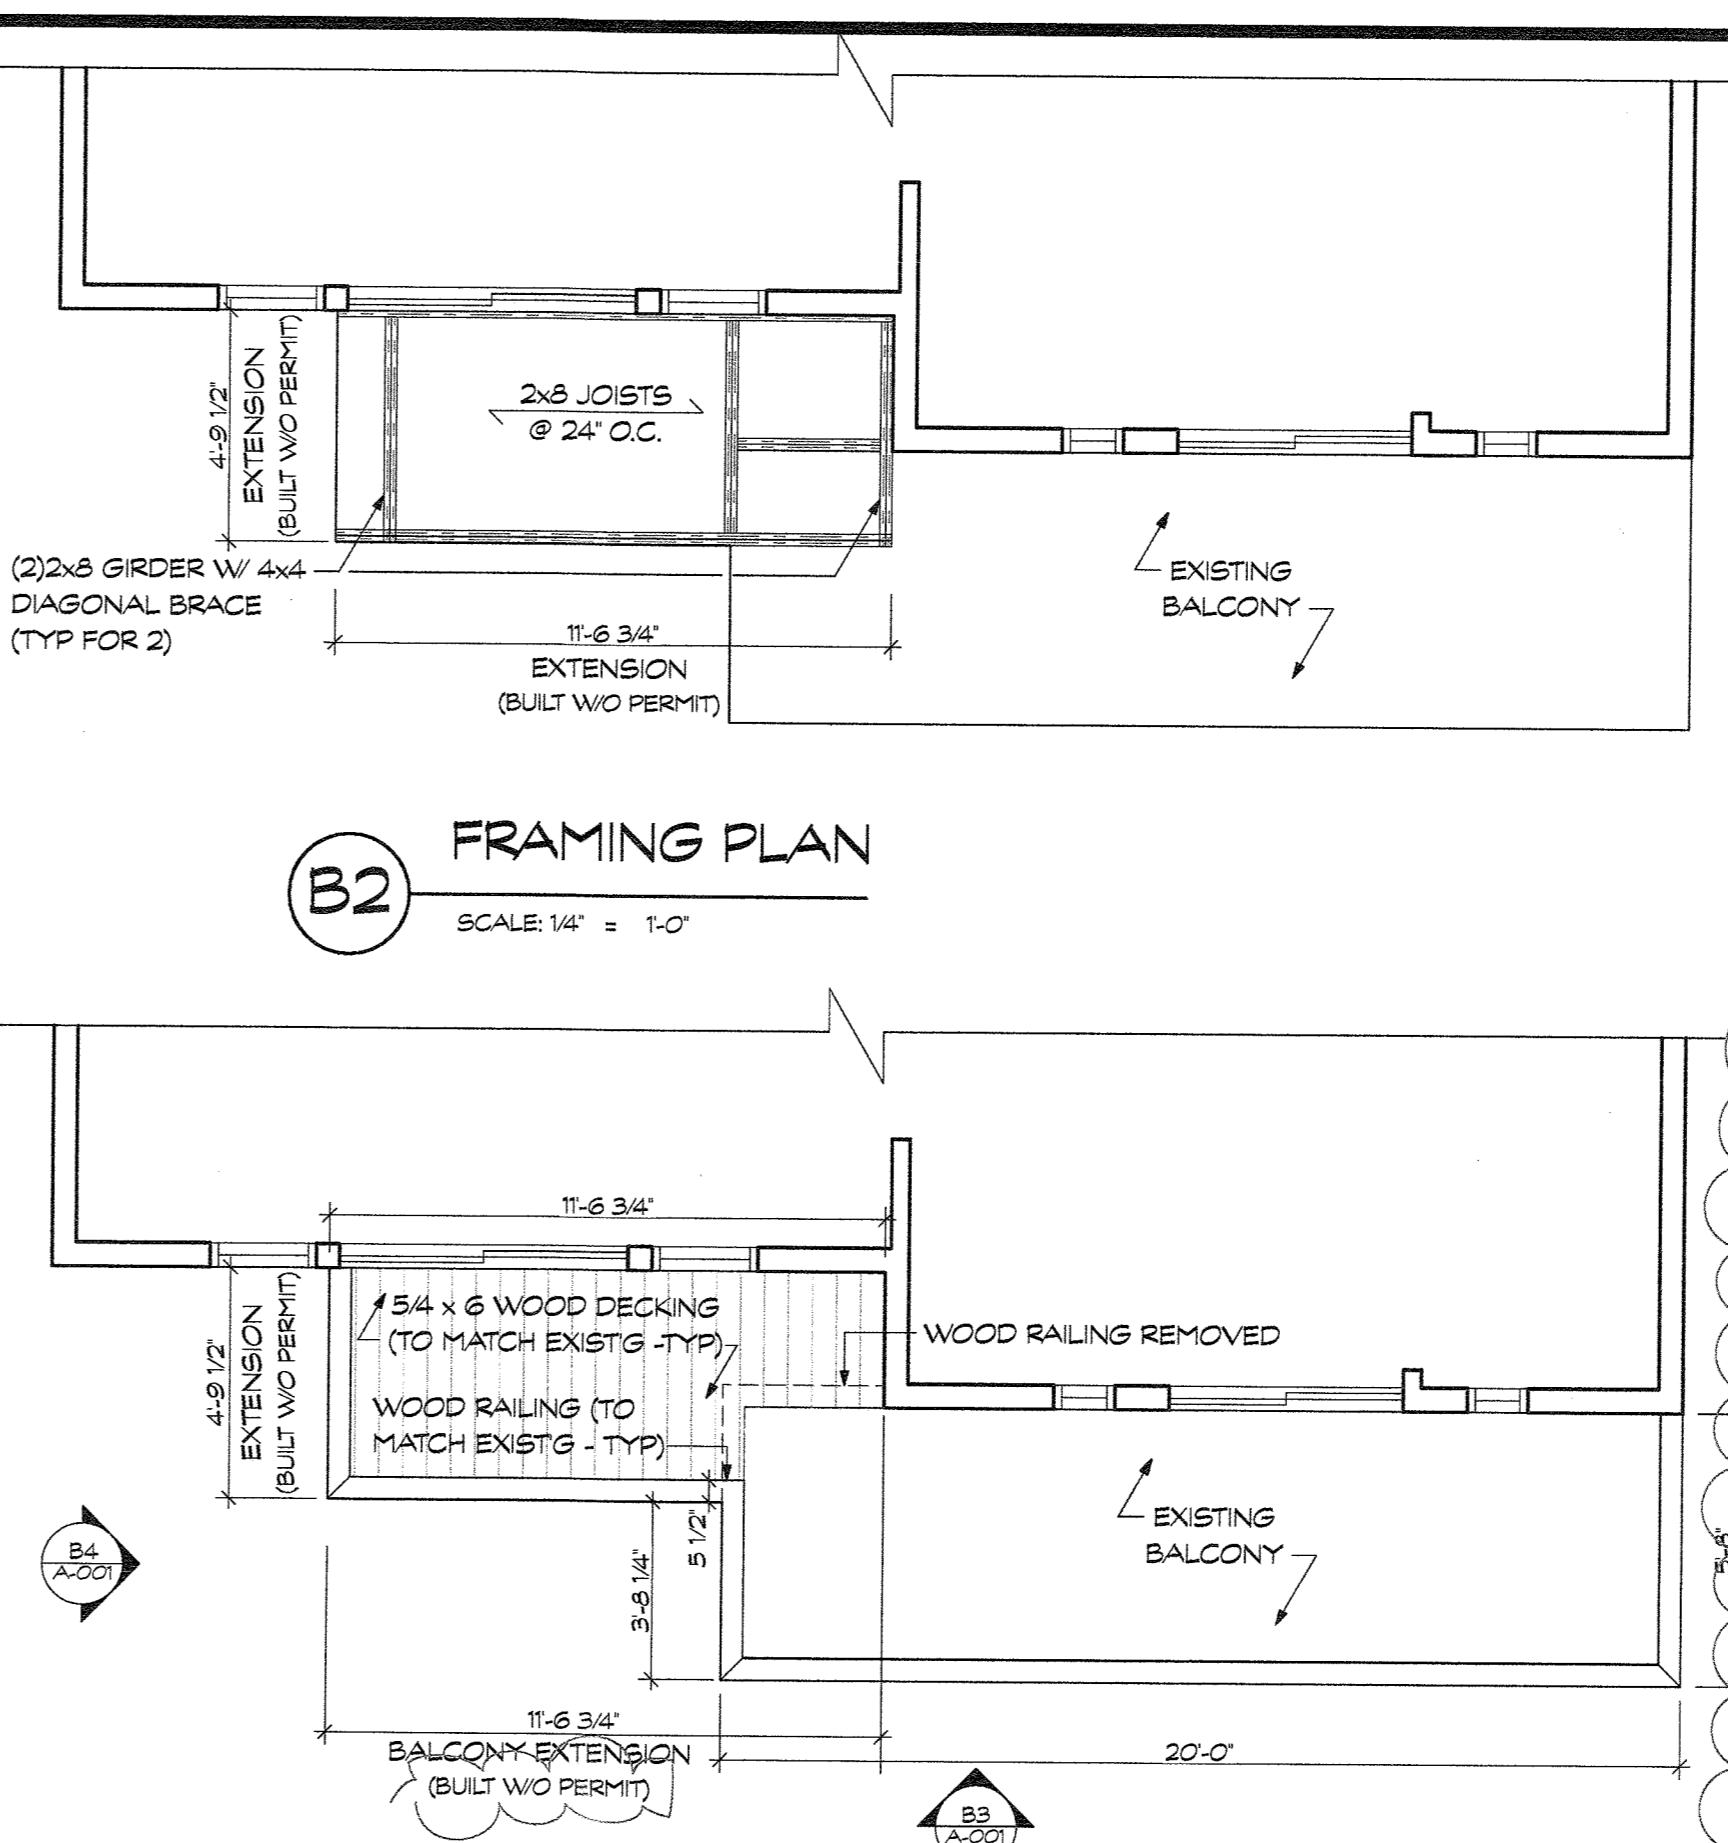 4'-9 1/2"
EXTENSION
(BUILT W/O PERMIT)
2x8 JOISTS
@ 24" O.C.
(2)2x8 GIRDER W/ 4x4
DIAGONAL BRACE
(TYP FOR 2)
11'-6 3/4"
EXTENSION
(BUILT W/O PERMIT)
EXISTING
BALCONY
B2
FRAMING PLAN
SCALE: 1/4" = 1'-0"
11'-6 3/4"
4'-9 1/2"
EXTENSION
(BUILT W/O PERMIT)
5/4 x 6 WOOD DECKING
(TO MATCH EXIST'G -TYP)
WOOD RAILING REMOVED
WOOD RAILING (TO
MATCH EXIST'G - TYP)
5 1/2"
3'-8 1/4"
EXISTING
BALCONY
B4
A-001
11'-6 3/4"
BALCONY EXTENSION
(BUILT W/O PERMIT)
20'-0"
B3
A-001